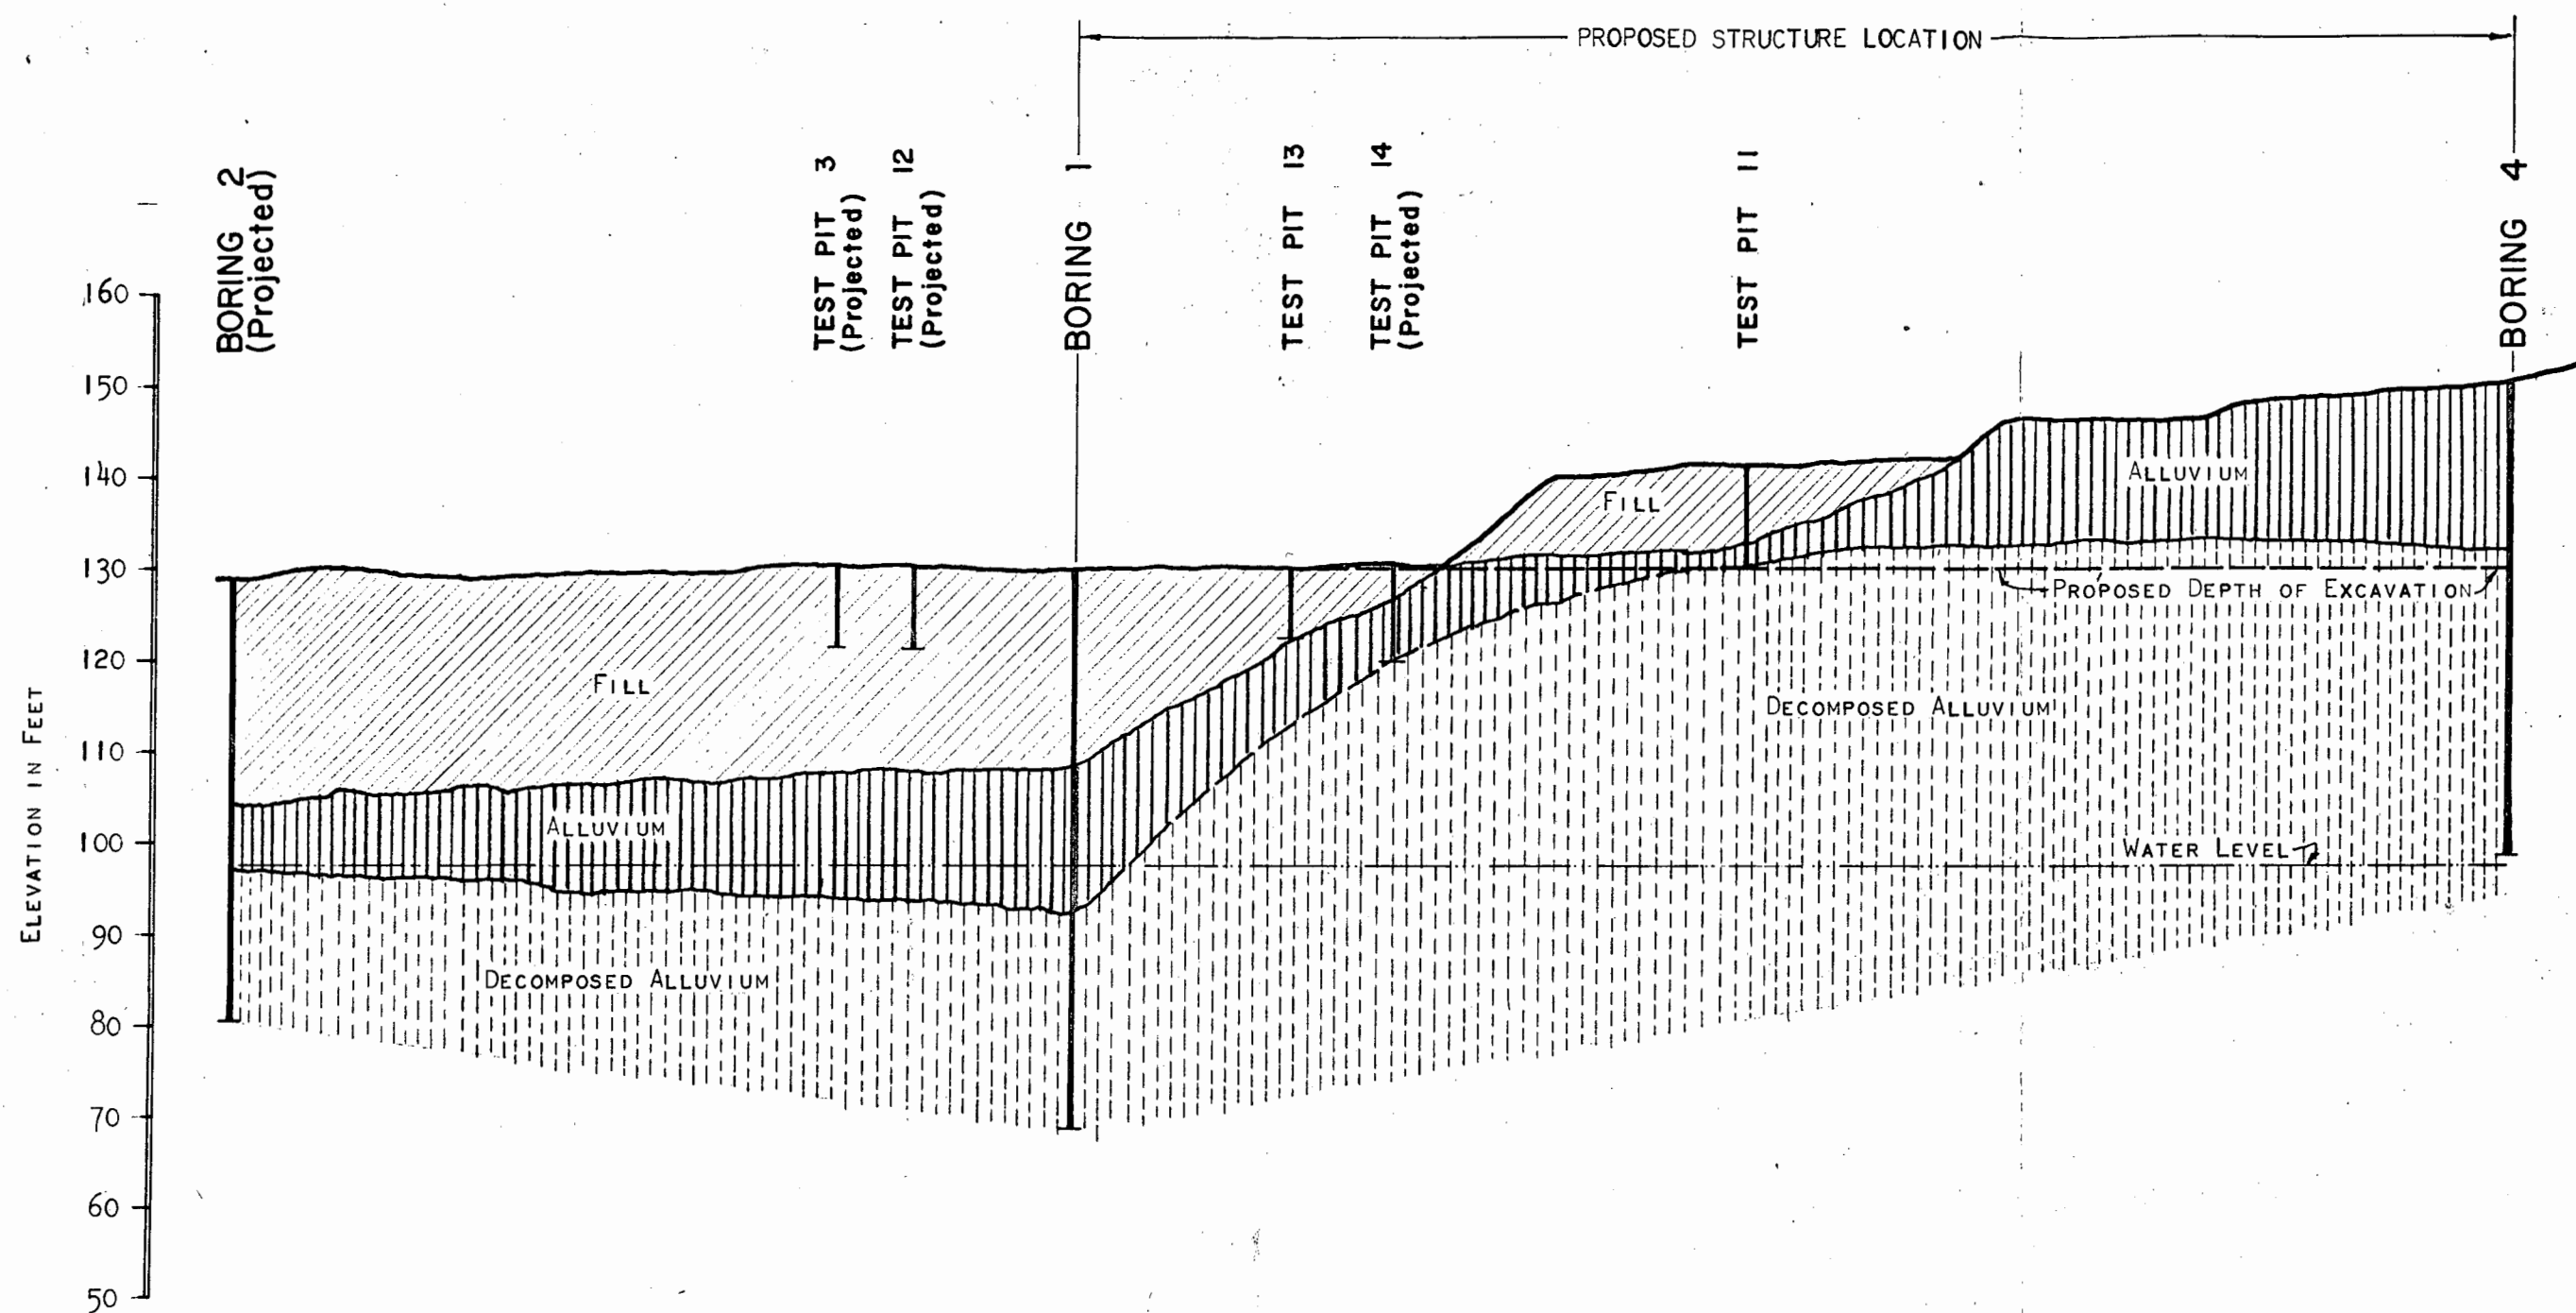 PROPOSED STRUCTURE LOCATION
BORING 2
(Projected)
TEST PIT 3
(Projected)
TEST PIT 12
(Projected)
BORING 1
TEST PIT 13
TEST PIT 14
(Projected)
TEST PIT 11
BORING 4
160
150
140
130
120
110
100
90
80
70
60
50
ELEVATION IN FEET
ALLUVIUM
FILL
PROPOSED DEPTH OF EXCAVATION
FILL
DECOMPOSED ALLUVIUM
ALLUVIUM
WATER LEVEL
DECOMPOSED ALLUVIUM